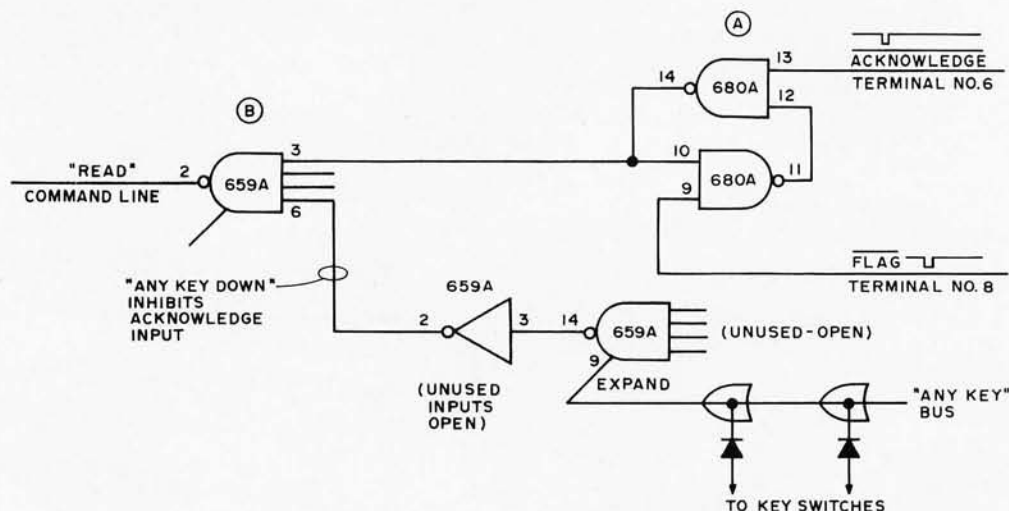 A
B
13
ACKNOWLEDGE
TERMINAL NO.6
14
680A
12
"READ"
COMMAND LINE
2
659A
3
6
10
9
680A
11
"ANY KEY DOWN"
INHIBITS
ACKNOWLEDGE
INPUT
FLAG
TERMINAL NO.8
659A
2
3
14
659A
9
(UNUSED-OPEN)
EXPAND
(UNUSED
INPUTS
OPEN)
"ANY KEY"
BUS
TO KEY SWITCHES